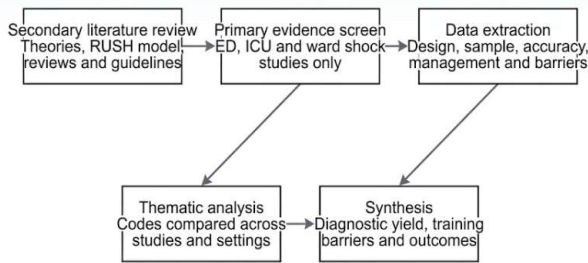 Secondary literature review
Theories, RUSH model,
reviews and guidelines
Primary evidence screen
ED, ICU and ward shock
studies only
Data extraction
Design, sample, accuracy,
management and barriers
Thematic analysis
Codes compared across
studies and settings
Synthesis
Diagnostic yield, training
barriers and outcomes